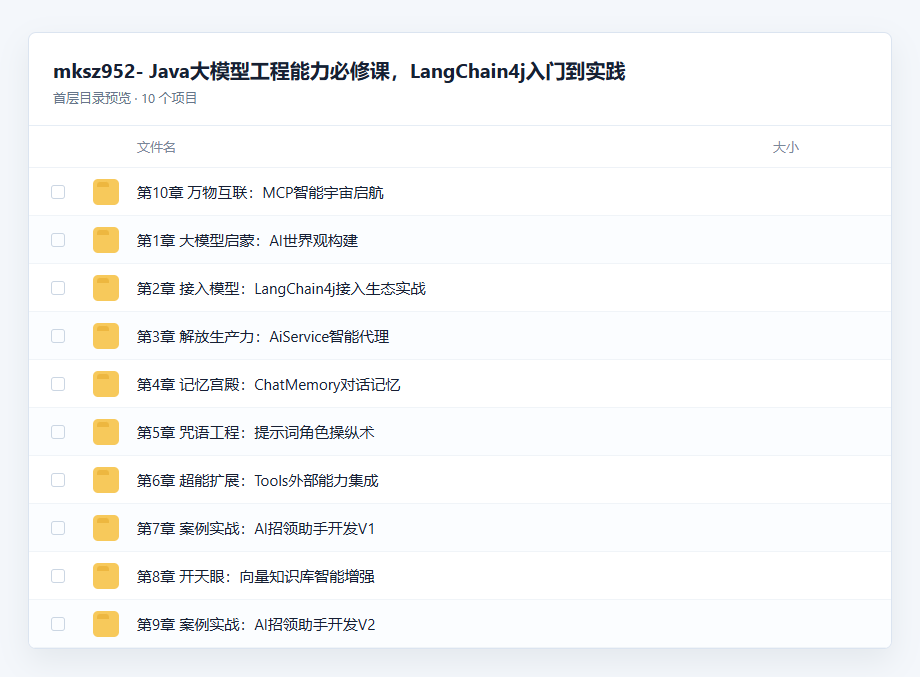 mksz952- Java大模型工程能力必修课，LangChain4j入门到实践
首层目录预览 · 10 个项目
文件名 大小
第10章 万物互联：MCP智能宇宙启航
第1章 大模型启蒙：AI世界观构建
第2章 接入模型：LangChain4j接入生态实战
第3章 解放生产力：AiService智能代理
第4章 记忆宫殿：ChatMemory对话记忆
第5章 咒语工程：提示词角色操纵术
第6章 超能扩展：Tools外部能力集成
第7章 案例实战：AI招领助手开发V1
第8章 开天眼：向量知识库智能增强
第9章 案例实战：AI招领助手开发V2